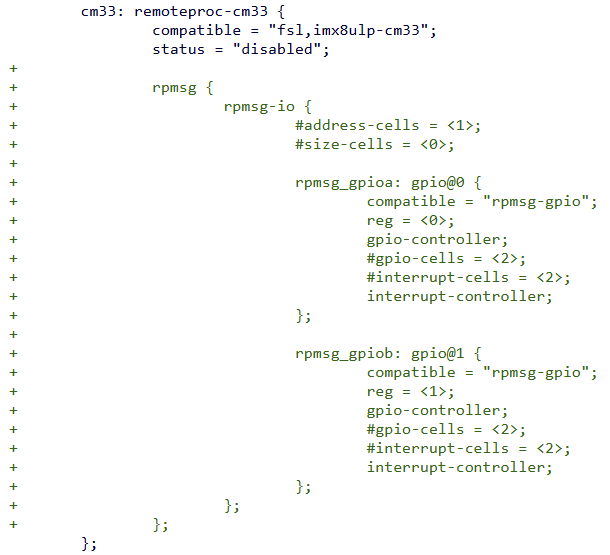 cm33: remoteproc-cm33 {
		compatible = "fsl,imx8ulp-cm33";
		status = "disabled";
+
+		rpmsg {
+			rpmsg-io {
+				#address-cells = <1>;
+				#size-cells = <0>;
+
+				rpmsg_gpioa: gpio@0 {
+					compatible = "rpmsg-gpio";
+					reg = <0>;
+					gpio-controller;
+					#gpio-cells = <2>;
+					#interrupt-cells = <2>;
+					interrupt-controller;
+				};
+
+				rpmsg_gpiob: gpio@1 {
+					compatible = "rpmsg-gpio";
+					reg = <1>;
+					gpio-controller;
+					#gpio-cells = <2>;
+					#interrupt-cells = <2>;
+					interrupt-controller;
+				};
+			};
+		};
	};